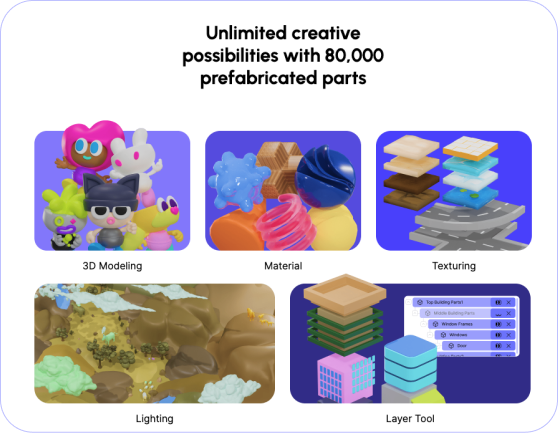 Unlimited creative
possibilities with 80,000
prefabricated parts
3D Modeling
Material
Texturing
Top Building Parts1
Middle Building Parts
Window Frames
Windows
Door
Lighting
Layer Tool